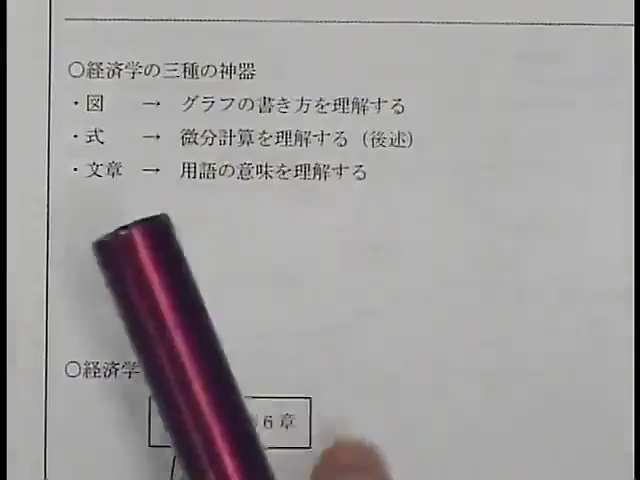 〇経済学の三種の神器
・図 → グラフの書き方を理解する
・式 → 微分計算を理解する（後述）
・文章 → 用語の意味を理解する
〇経済学
6章